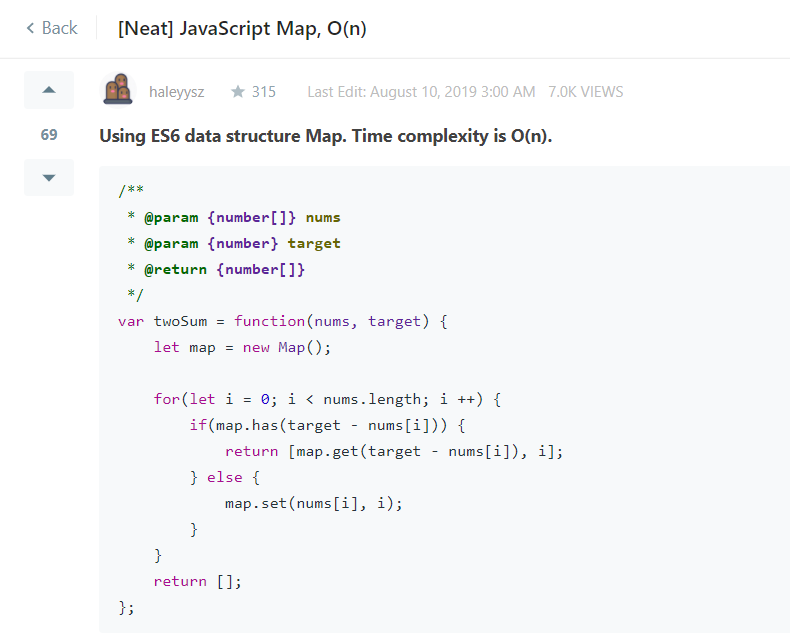 Back
[Neat] JavaScript Map, O(n)
haleyysz 315 Last Edit: August 10, 2019 3:00 AM 7.0K VIEWS
69
Using ES6 data structure Map. Time complexity is O(n).
/**
 * @param {number[]} nums
 * @param {number} target
 * @return {number[]}
 */
var twoSum = function(nums, target) {
    let map = new Map();

    for(let i = 0; i < nums.length; i ++) {
        if(map.has(target - nums[i])) {
            return [map.get(target - nums[i]), i];
        } else {
            map.set(nums[i], i);
        }
    }
    return [];
};